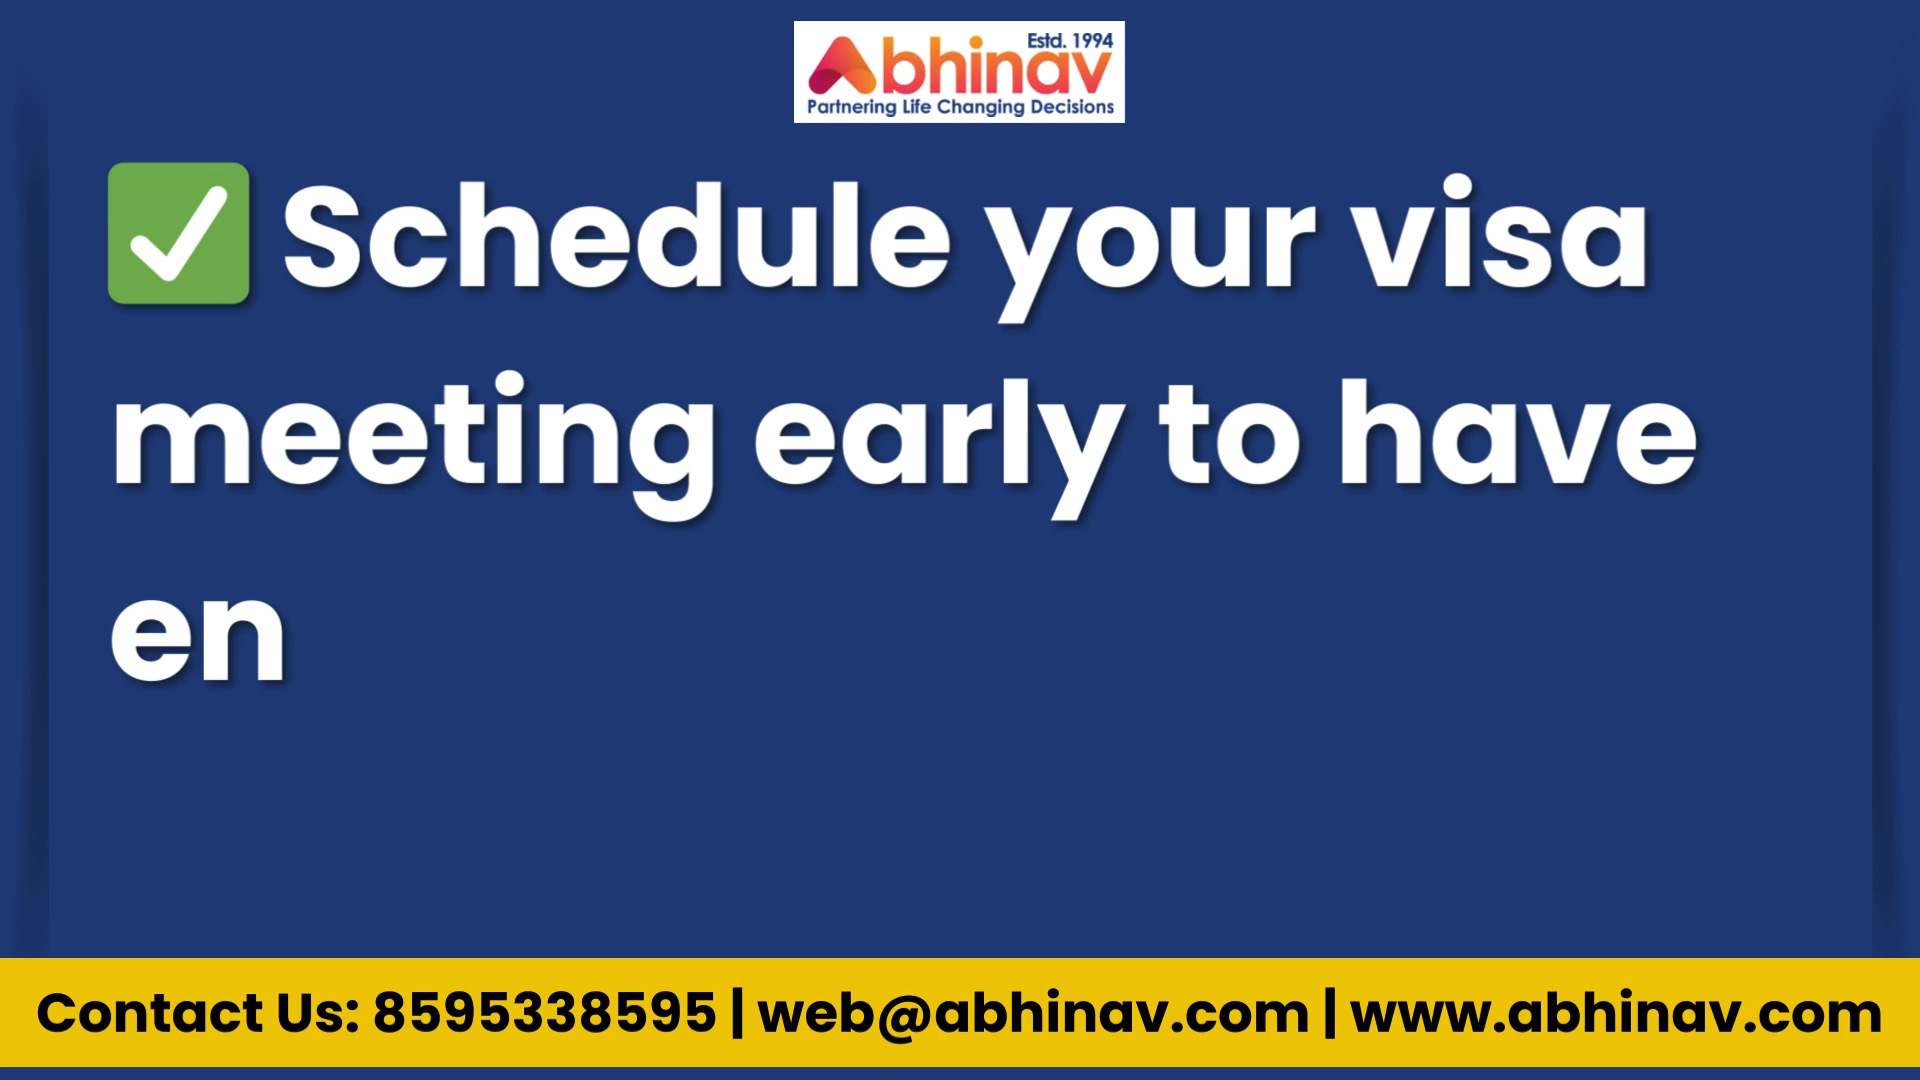 Estd. 1994
Abhinav
Partnering Life Changing Decisions
✅ Schedule your visa
meeting early to have
en
Contact Us: 8595338595 | web@abhinav.com | www.abhinav.com